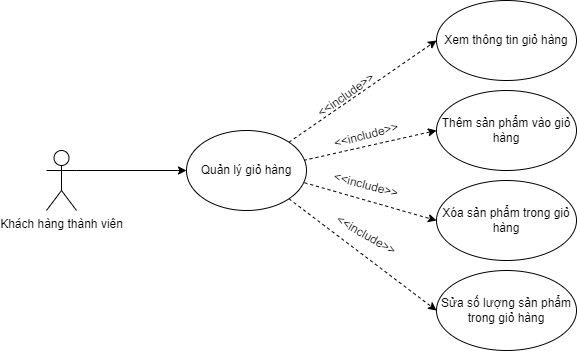 Xem thông tin giỏ hàng
<<include>>
Thêm sản phẩm vào giỏ
hàng
<<include>>
Quản lý giỏ hàng
<<include>>
Xóa sản phẩm trong giỏ
hàng
Khách hàng thành viên
<<include>>
Sửa số lượng sản phẩm
trong giỏ hàng